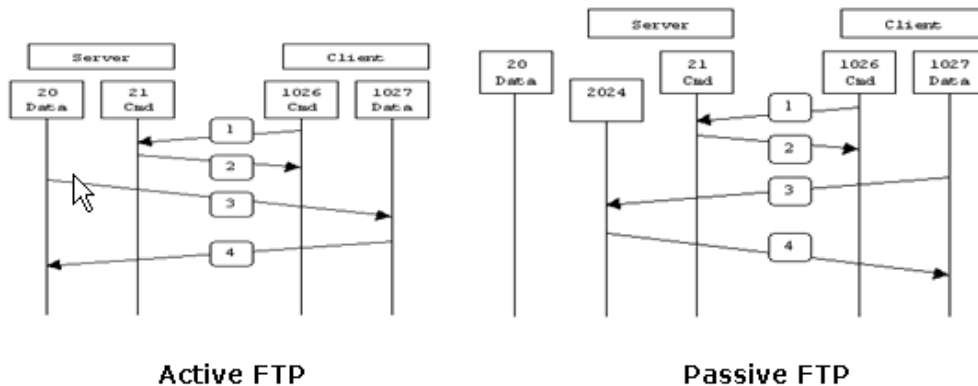 Server
Client
20
Data
21
Cmd
1026
Cmd
1027
Data
1
2
3
4
Active FTP
Server
Client
20
Data
2024
21
Cmd
1026
Cmd
1027
Data
1
2
3
4
Passive FTP